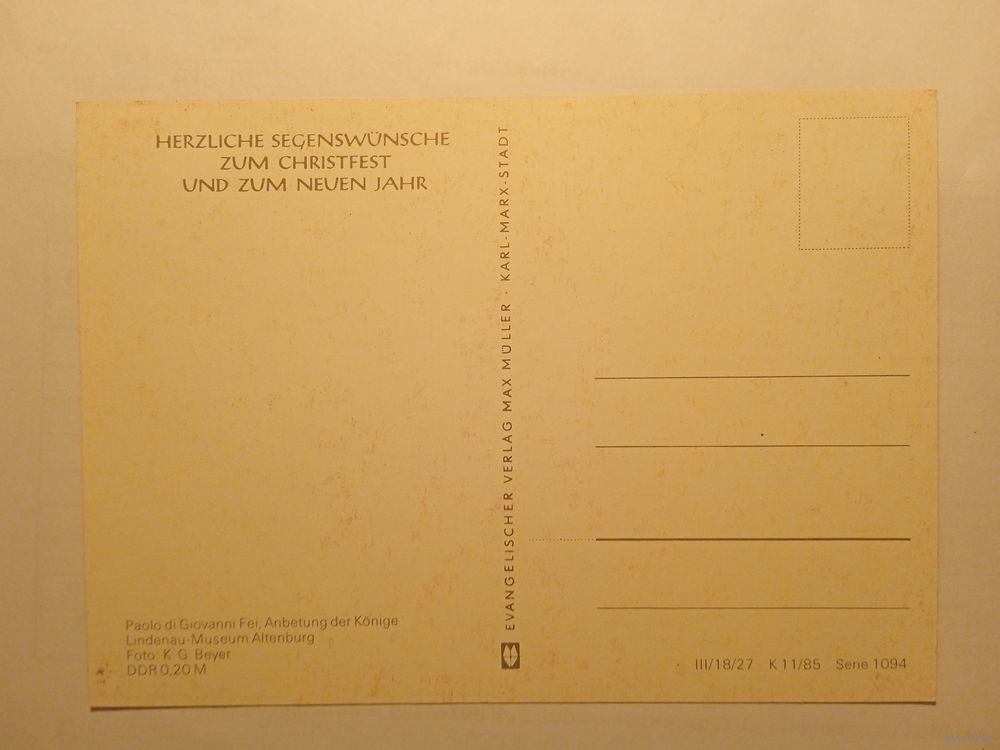 HERZLICHE SEGENSWÜNSCHE
ZUM CHRISTFEST
UND ZUM NEUEN JAHR
Paolo di Giovanni Fei, Anbetung der Könige
Lindenau-Museum Altenburg
Foto: K. G. Beyer
DDR 0,20 M
EVANGELISCHER VERLAG MAX MÜLLER · KARL-MARX-STADT
III/18/27 K 11/85 Serie 1094